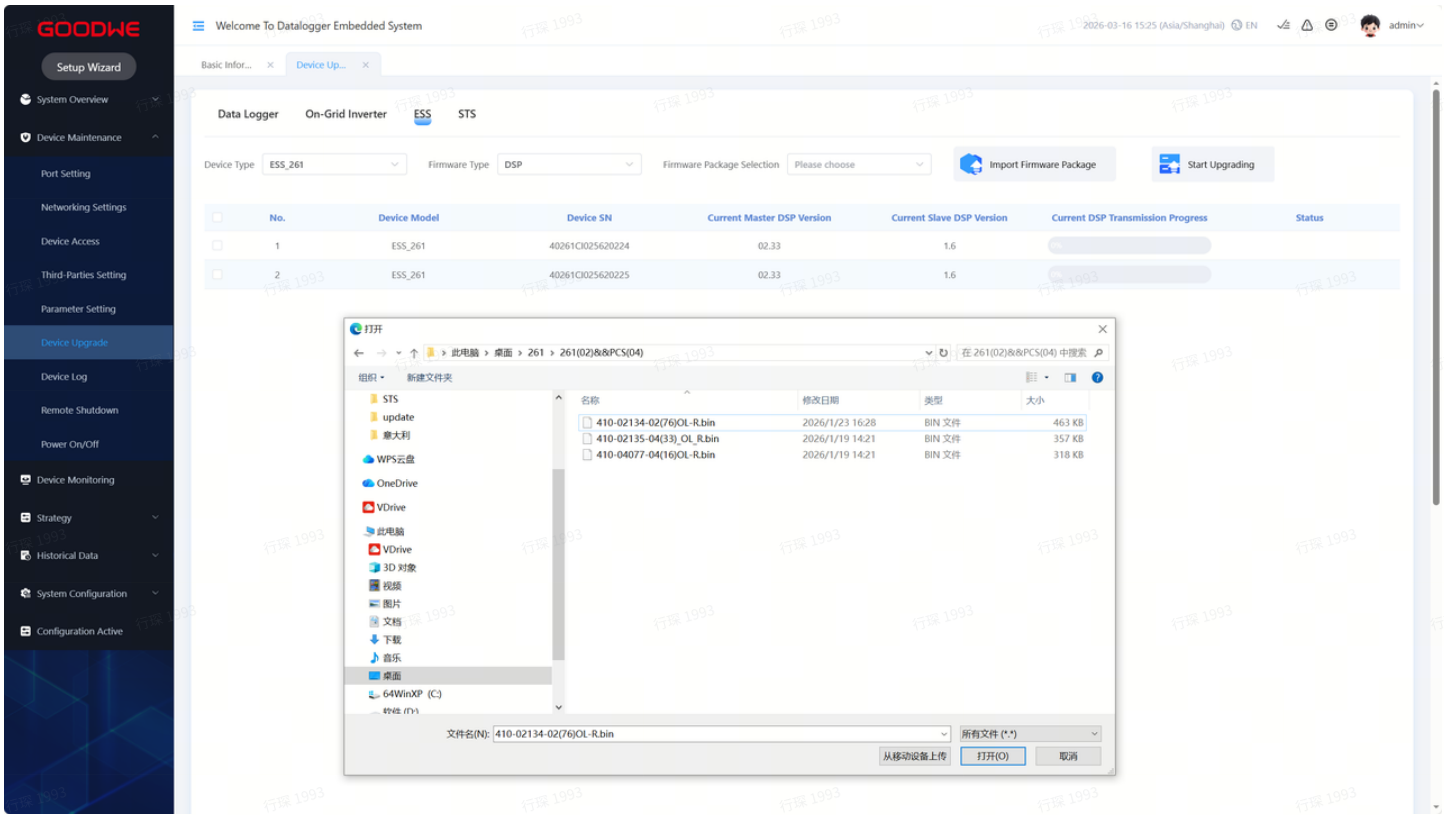 GOODWE
Welcome To Datalogger Embedded System
2026-03-16 15:25 (Asia/Shanghai) EN
admin
Setup Wizard
Basic Infor... ×
Device Up... ×
System Overview
Device Maintenance
Port Setting
Networking Settings
Device Access
Third-Parties Setting
Parameter Setting
Device Upgrade
Device Log
Remote Shutdown
Power On/Off
Device Monitoring
Strategy
Historical Data
System Configuration
Configuration Active
Data Logger On-Grid Inverter ESS STS
Device Type ESS_261 Firmware Type DSP Firmware Package Selection Please choose Import Firmware Package Start Upgrading
No. Device Model Device SN Current Master DSP Version Current Slave DSP Version Current DSP Transmission Progress Status
1 ESS_261 40261CI025620224 02.33 1.6
2 ESS_261 40261CI025620225 02.33 1.6
打开
此电脑 › 桌面 › 261 › 261(02)&&PCS(04)
在 261(02)&&PCS(04) 中搜索
组织 新建文件夹
STS
update
意大利
WPS云盘
OneDrive
VDrive
此电脑
VDrive
3D 对象
视频
图片
文档
下载
音乐
桌面
64WinXP (C:)
软件 (D:)
名称 修改日期 类型 大小
410-02134-02(76)OL-R.bin 2026/1/23 16:28 BIN 文件 463 KB
410-02135-04(33)_OL_R.bin 2026/1/19 14:21 BIN 文件 357 KB
410-04077-04(16)OL-R.bin 2026/1/19 14:21 BIN 文件 318 KB
文件名(N): 410-02134-02(76)OL-R.bin 所有文件 (*.*)
从移动设备上传 打开(O) 取消
行琛 1993